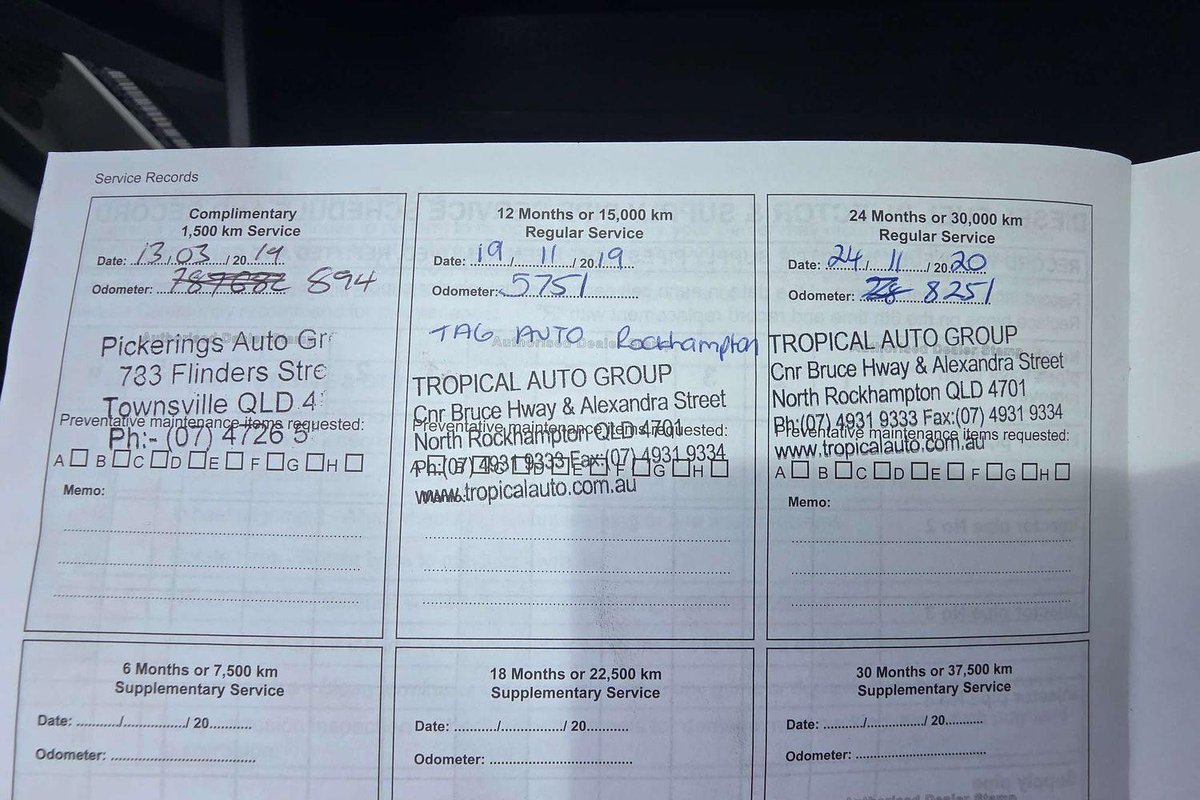 Service Records
Complimentary
1,500 km Service
Date: 13/03/2019
Odometer: 894
Pickerings Auto Gr
783 Flinders Stre
Townsville QLD 4
Preventative maintenance items requested:
Ph:- (07) 4726 5
A B C D E F G H
Memo:
12 Months or 15,000 km
Regular Service
Date: 19/11/2019
Odometer: 5751
TAG AUTO Rockhampton
TROPICAL AUTO GROUP
Cnr Bruce Hway & Alexandra Street
North Rockhampton QLD 4701
Preventative maintenance items requested:
Ph:(07) 4931 9333 Fax:(07) 4931 9334
A B C D E F G H
www.tropicalauto.com.au
Memo:
24 Months or 30,000 km
Regular Service
Date: 24/11/2020
Odometer: 8251
TROPICAL AUTO GROUP
Cnr Bruce Hway & Alexandra Street
North Rockhampton QLD 4701
Ph:(07) 4931 9333 Fax:(07) 4931 9334
Preventative maintenance items requested:
www.tropicalauto.com.au
A B C D E F G H
Memo:
6 Months or 7,500 km
Supplementary Service
Date: ........../................/ 20..........
Odometer: ........................................
18 Months or 22,500 km
Supplementary Service
Date: ........../................/ 20..........
Odometer: ........................................
30 Months or 37,500 km
Supplementary Service
Date: ........../................/ 20..........
Odometer: ........................................
Authorised Dealer Stamp